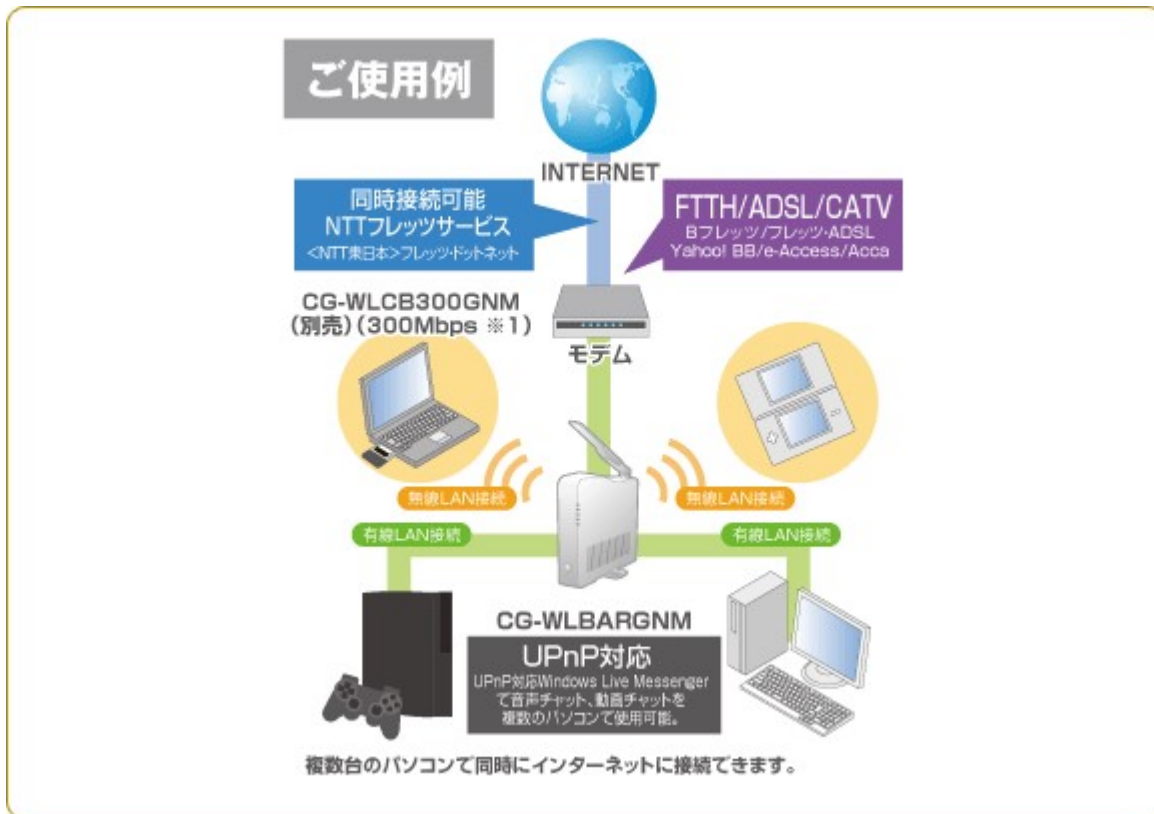 ご使用例
INTERNET
同時接続可能
NTTフレッツサービス
<NTT東日本>フレッツ・ドットネット
FTTH/ADSL/CATV
Bフレッツ/フレッツ・ADSL
Yahoo! BB/e-Access/Acca
CG-WLCB300GNM
(別売)(300Mbps ※1)
モデム
無線LAN接続
無線LAN接続
有線LAN接続
有線LAN接続
CG-WLBARGNM
UPnP対応
UPnP対応Windows Live Messenger
で音声チャット、動画チャットを
複数のパソコンで使用可能。
複数台のパソコンで同時にインターネットに接続できます。